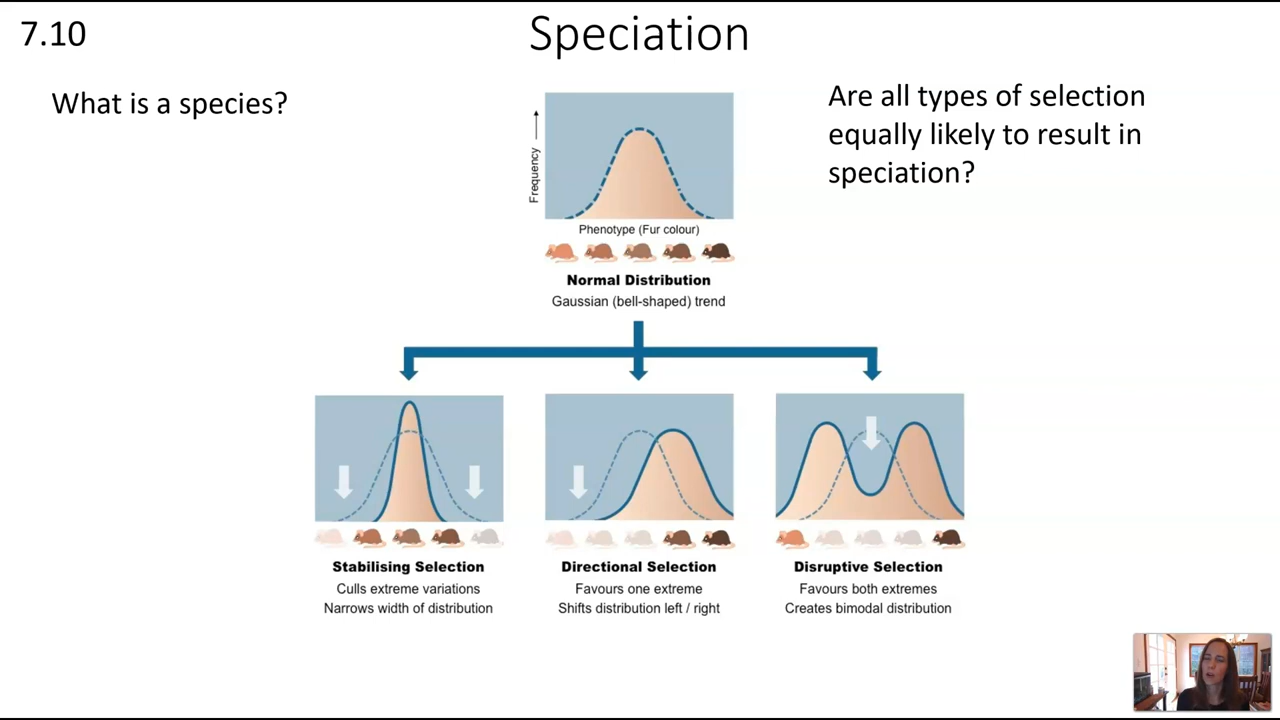 7.10
Speciation
What is a species?
Are all types of selection
equally likely to result in
speciation?
Frequency
Phenotype (Fur colour)
Normal Distribution
Gaussian (bell-shaped) trend
Stabilising Selection
Culls extreme variations
Narrows width of distribution
Directional Selection
Favours one extreme
Shifts distribution left / right
Disruptive Selection
Favours both extremes
Creates bimodal distribution